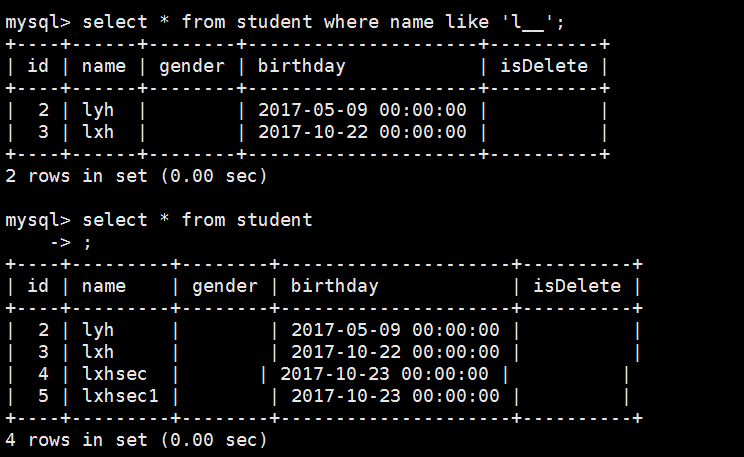 mysql> select * from student where name like 'l__';
+----+------+--------+---------------------+----------+
| id | name | gender | birthday            | isDelete |
+----+------+--------+---------------------+----------+
|  2 | lyh  |        | 2017-05-09 00:00:00 |          |
|  3 | lxh  |        | 2017-10-22 00:00:00 |          |
+----+------+--------+---------------------+----------+
2 rows in set (0.00 sec)
mysql> select * from student
    -> ;
+----+---------+--------+---------------------+----------+
| id | name    | gender | birthday            | isDelete |
+----+---------+--------+---------------------+----------+
|  2 | lyh     |        | 2017-05-09 00:00:00 |          |
|  3 | lxh     |        | 2017-10-22 00:00:00 |          |
|  4 | lxhsec  |       | 2017-10-23 00:00:00 |          |
|  5 | lxhsec1 |        | 2017-10-23 00:00:00 |         |
+----+---------+--------+---------------------+----------+
4 rows in set (0.00 sec)